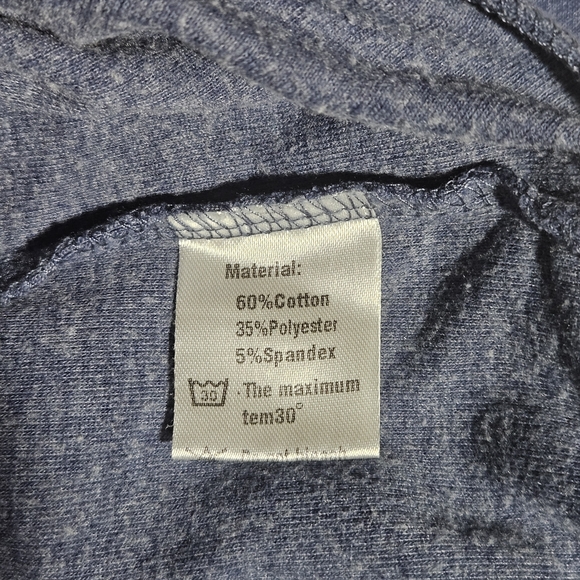 Material:
60%Cotton
35%Polyester
5%Spandex
30 ·The maximum
tem30°